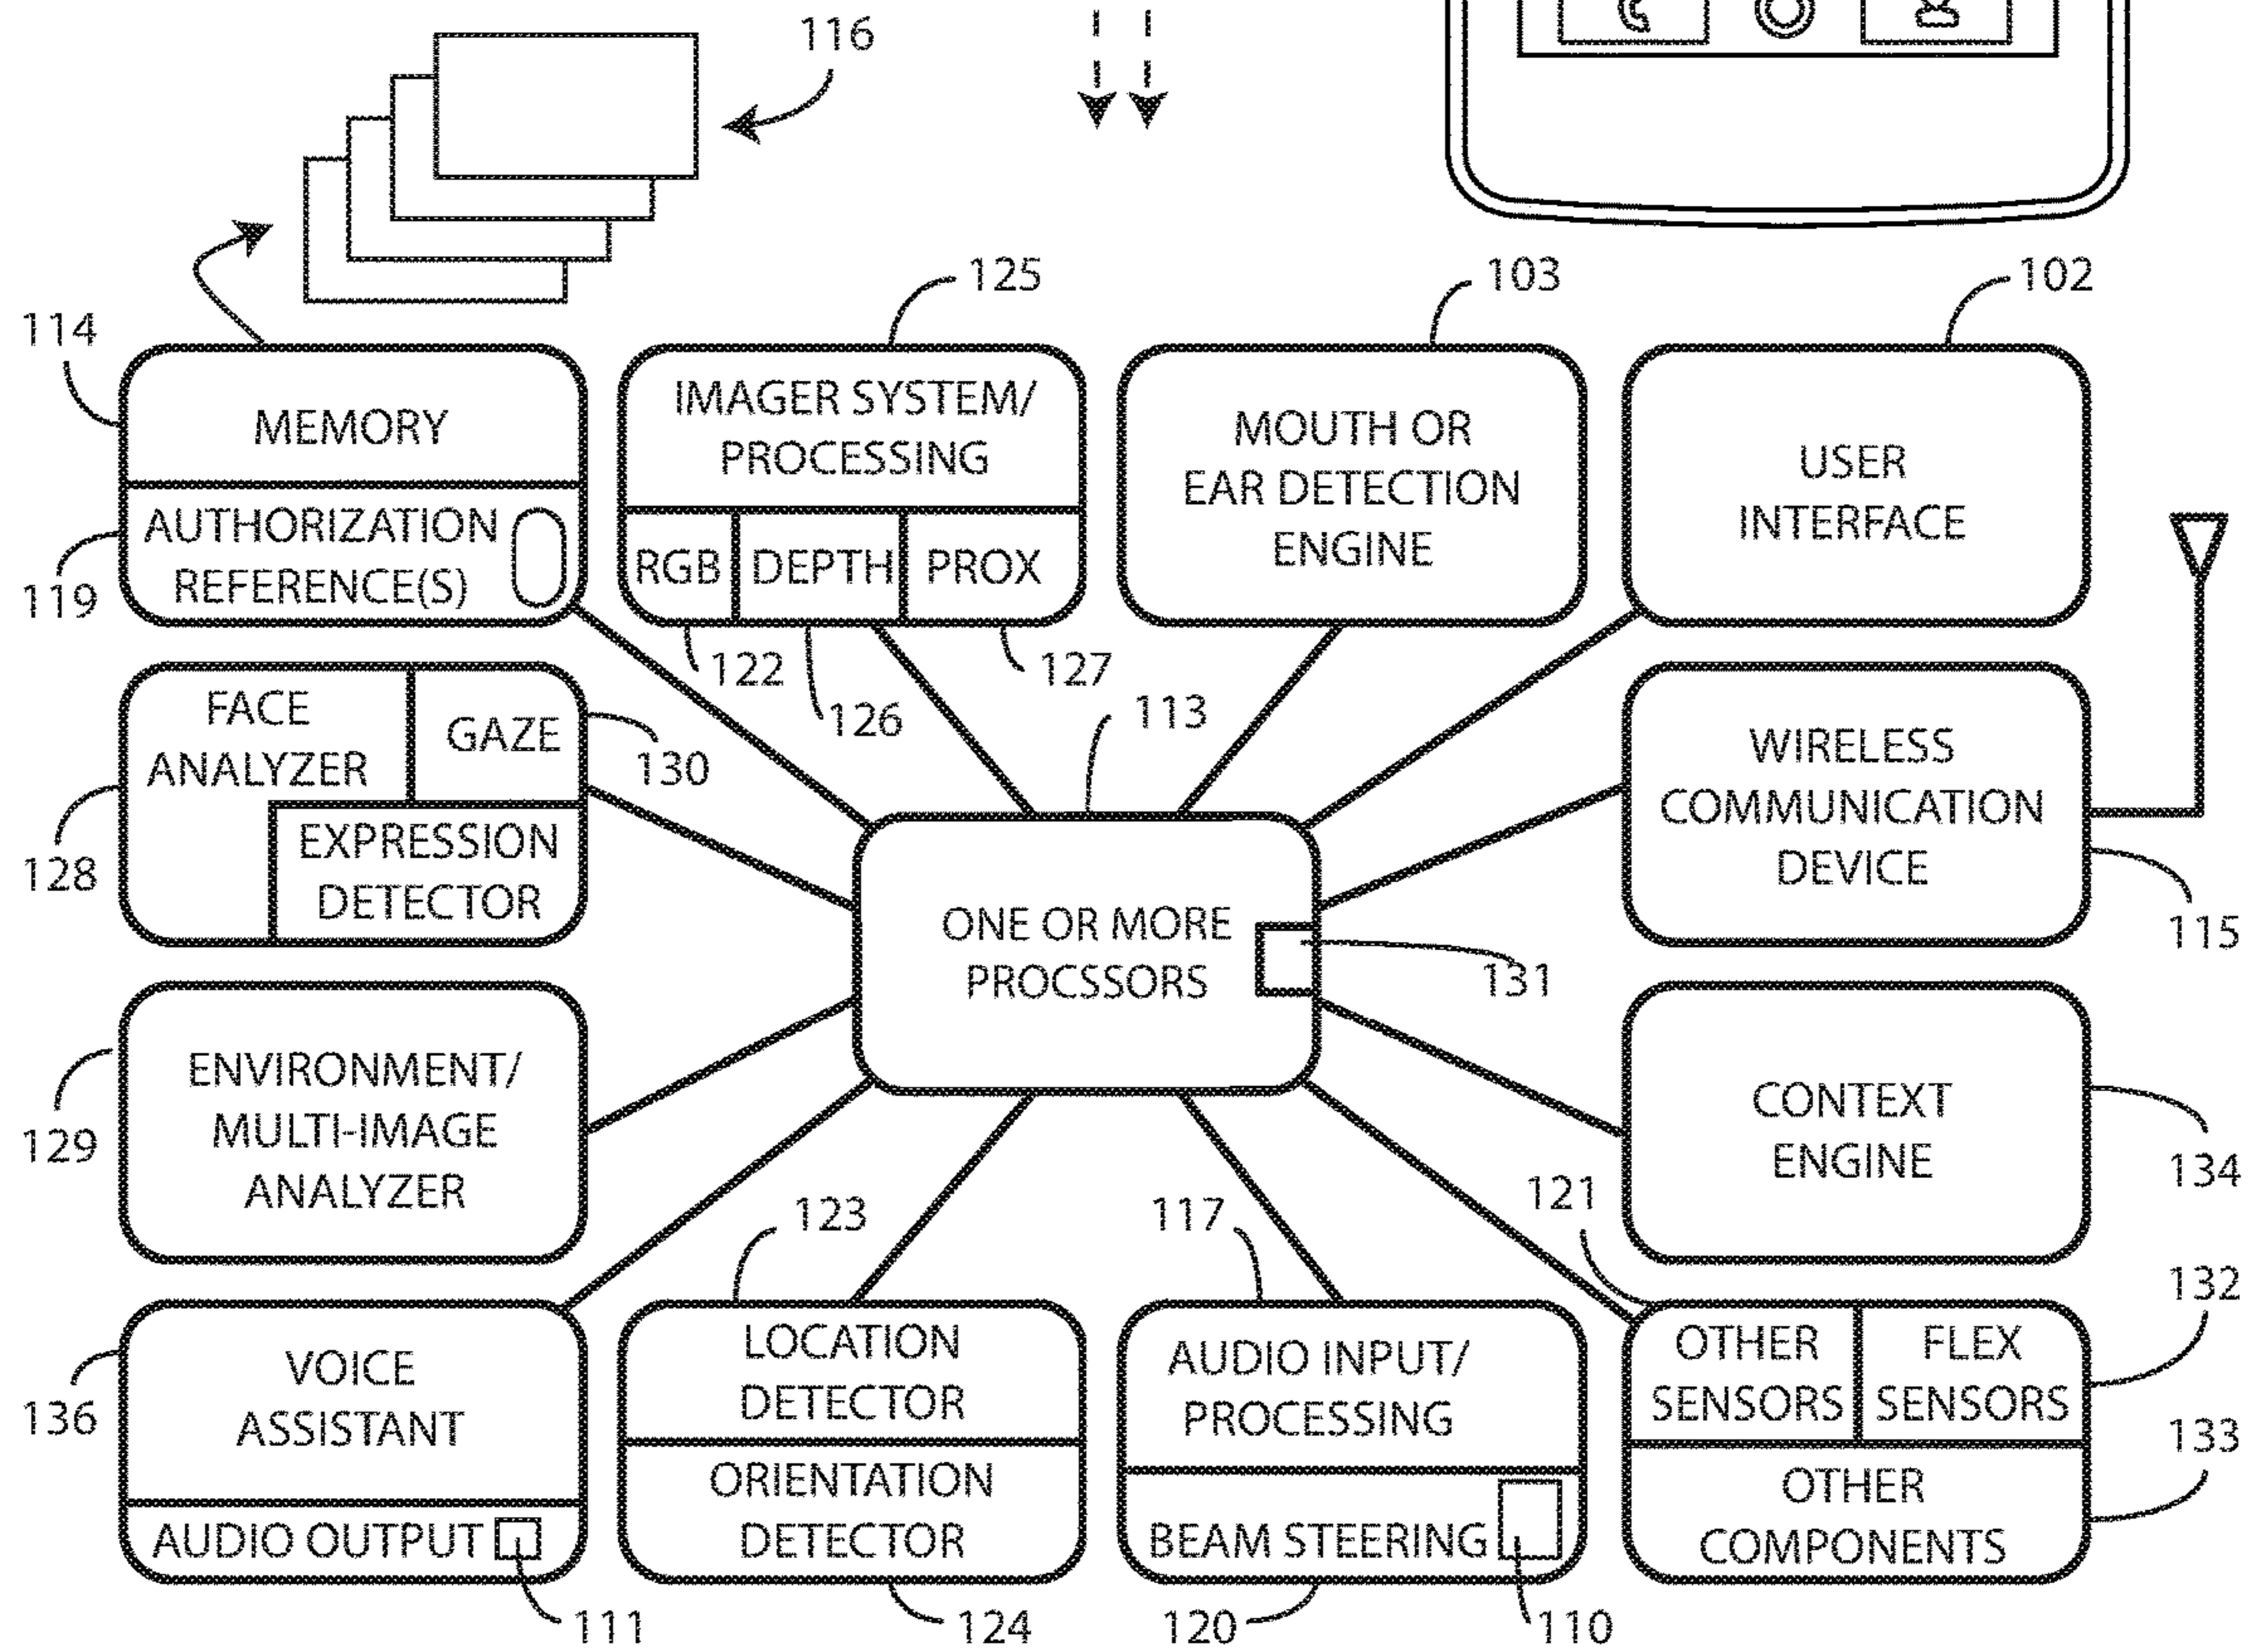 116
125
103
102
114
MEMORY
AUTHORIZATION
REFERENCE(S)
119
IMAGER SYSTEM/
PROCESSING
RGB
DEPTH
PROX
122
126
127
MOUTH OR
EAR DETECTION
ENGINE
USER
INTERFACE
FACE
ANALYZER
GAZE
130
EXPRESSION
DETECTOR
128
113
ONE OR MORE
PROCSSORS
131
WIRELESS
COMMUNICATION
DEVICE
115
ENVIRONMENT/
MULTI-IMAGE
ANALYZER
129
CONTEXT
ENGINE
134
123
117
121
132
VOICE
ASSISTANT
136
AUDIO OUTPUT
111
LOCATION
DETECTOR
ORIENTATION
DETECTOR
124
AUDIO INPUT/
PROCESSING
BEAM STEERING
120
110
OTHER
SENSORS
FLEX
SENSORS
133
OTHER
COMPONENTS